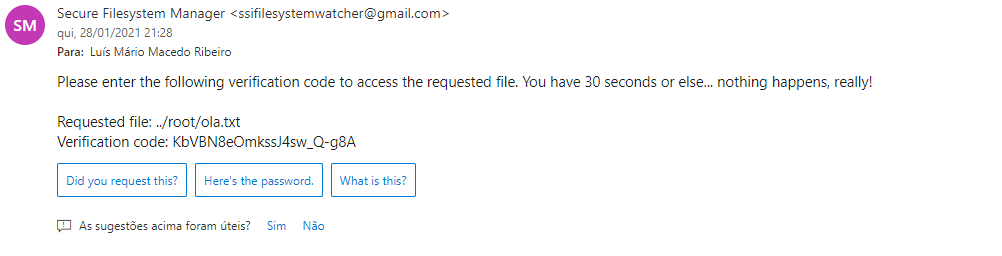 SM
Secure Filesystem Manager <ssifilesystemwatcher@gmail.com>
qui, 28/01/2021 21:28
Para: Luís Mário Macedo Ribeiro
Please enter the following verification code to access the requested file. You have 30 seconds or else... nothing happens, really!
Requested file: ../root/ola.txt
Verification code: KbVBN8eOmkssJ4sw_Q-g8A
Did you request this? Here's the password. What is this?
As sugestões acima foram úteis? Sim Não